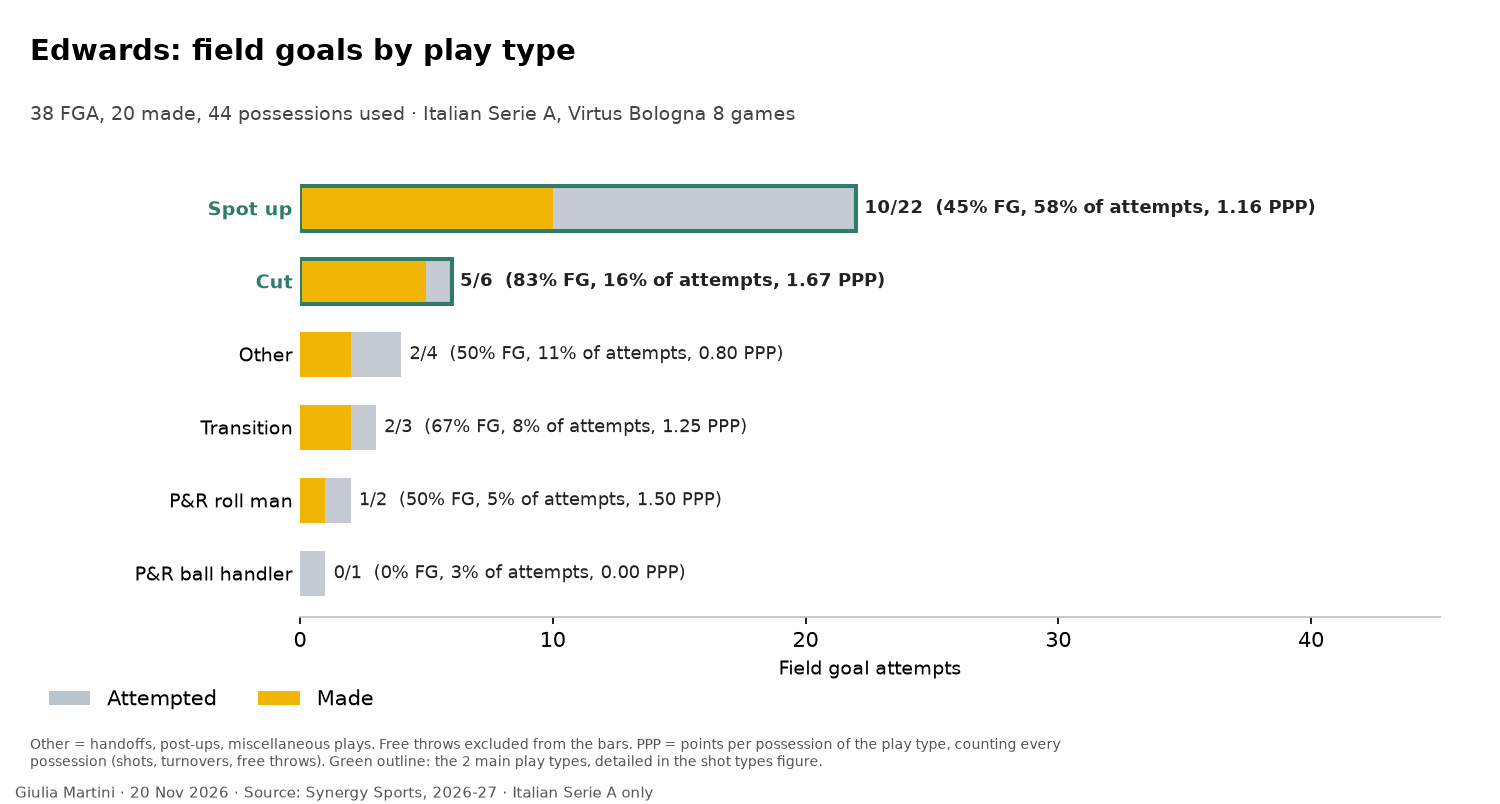 Edwards: field goals by play type
38 FGA, 20 made, 44 possessions used · Italian Serie A, Virtus Bologna 8 games
Spot up
10/22  (45% FG, 58% of attempts, 1.16 PPP)
Cut
5/6  (83% FG, 16% of attempts, 1.67 PPP)
Other
2/4  (50% FG, 11% of attempts, 0.80 PPP)
Transition
2/3  (67% FG, 8% of attempts, 1.25 PPP)
P&R roll man
1/2  (50% FG, 5% of attempts, 1.50 PPP)
P&R ball handler
0/1  (0% FG, 3% of attempts, 0.00 PPP)
0 10 20 30 40
Field goal attempts
Attempted Made
Other = handoffs, post-ups, miscellaneous plays. Free throws excluded from the bars. PPP = points per possession of the play type, counting every
possession (shots, turnovers, free throws). Green outline: the 2 main play types, detailed in the shot types figure.
Giulia Martini · 20 Nov 2026 · Source: Synergy Sports, 2026-27 · Italian Serie A only